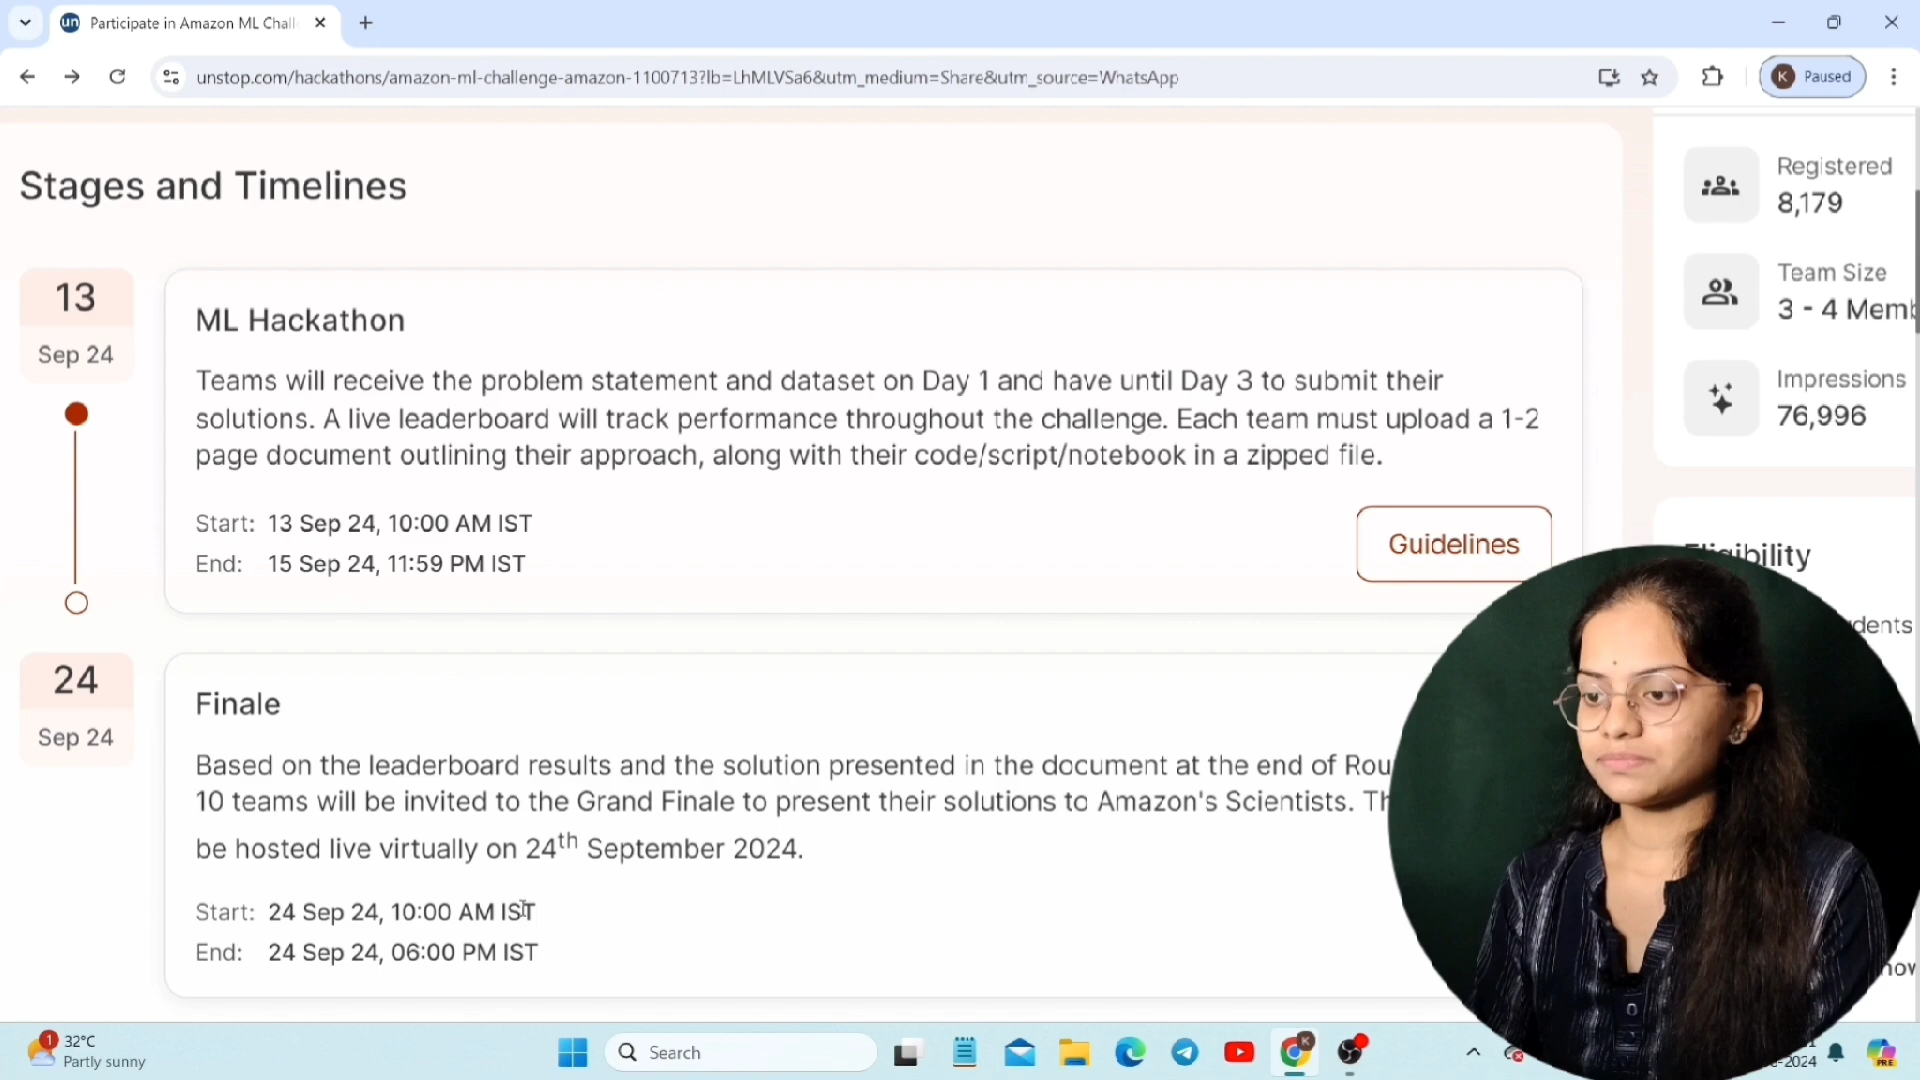 Participate in Amazon ML Chall
unstop.com/hackathons/amazon-ml-challenge-amazon-1100713?lb=LhMLVSa6&utm_medium=Share&utm_source=WhatsApp
K Paused
Stages and Timelines
Registered
8,179
Team Size
3 - 4 Memb
Impressions
76,996
13
Sep 24
ML Hackathon
Teams will receive the problem statement and dataset on Day 1 and have until Day 3 to submit their
solutions. A live leaderboard will track performance throughout the challenge. Each team must upload a 1-2
page document outlining their approach, along with their code/script/notebook in a zipped file.
Start: 13 Sep 24, 10:00 AM IST
End: 15 Sep 24, 11:59 PM IST
Guidelines
Eligibility
dents
24
Sep 24
Finale
Based on the leaderboard results and the solution presented in the document at the end of Rou
10 teams will be invited to the Grand Finale to present their solutions to Amazon's Scientists. Th
be hosted live virtually on 24th September 2024.
Start: 24 Sep 24, 10:00 AM IST
End: 24 Sep 24, 06:00 PM IST
1
32°C
Partly sunny
Search
K
-2024
PRE